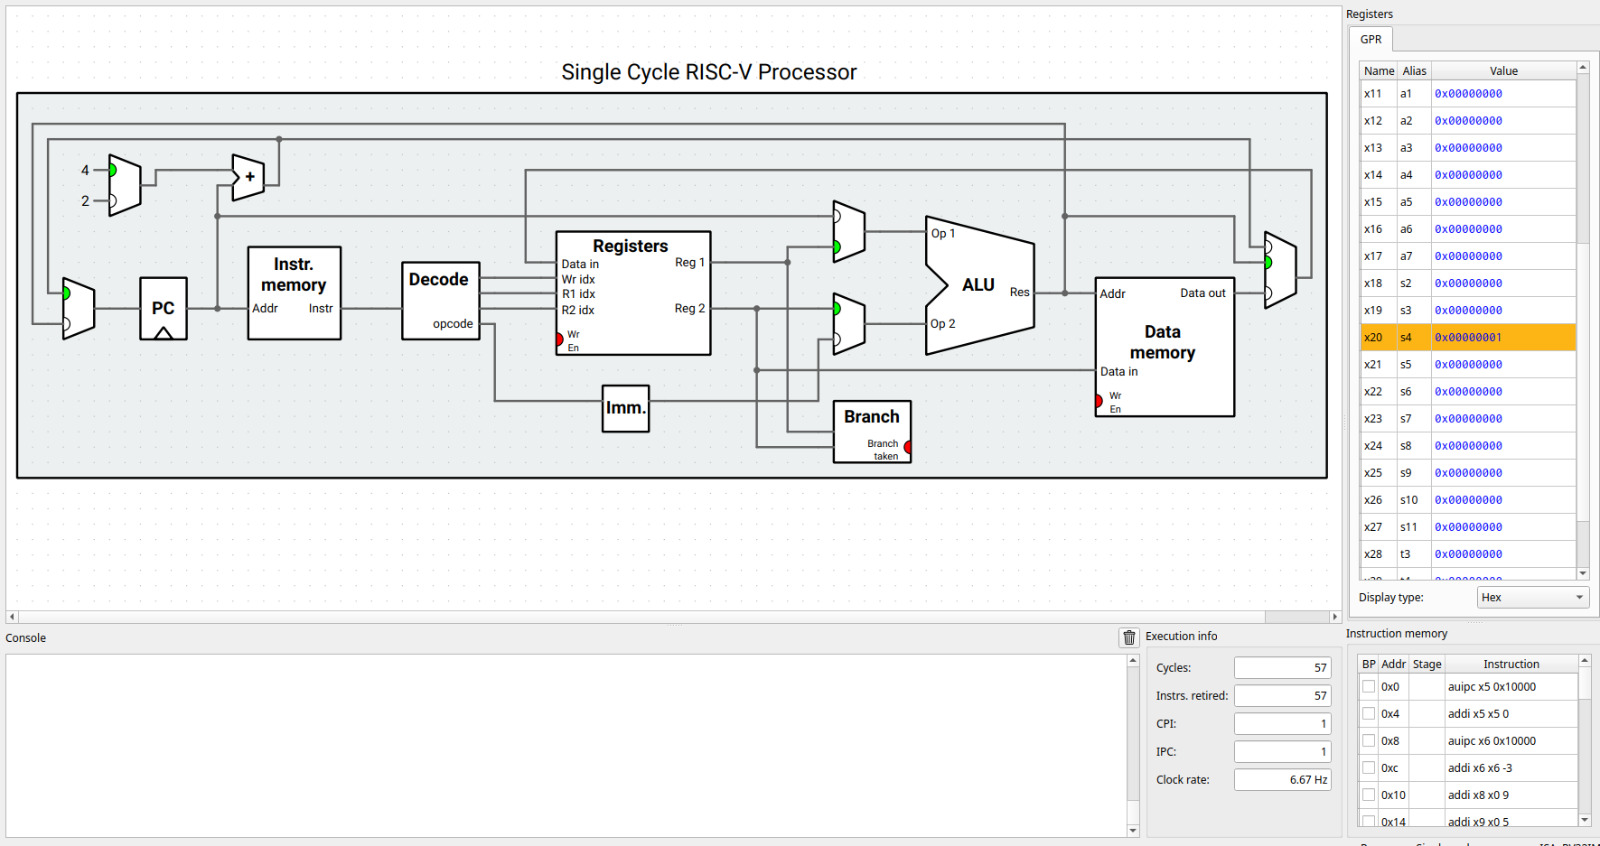 Single Cycle RISC-V Processor
4
2
+
PC
Instr.
memory
Addr
Instr
Decode
opcode
Registers
Data in
Wr idx
R1 idx
R2 idx
Wr
En
Reg 1
Reg 2
Imm.
Op 1
ALU
Res
Op 2
Branch
Branch
taken
Addr
Data out
Data
memory
Data in
Wr
En
Registers
GPR
Name Alias Value
x11 a1 0x00000000
x12 a2 0x00000000
x13 a3 0x00000000
x14 a4 0x00000000
x15 a5 0x00000000
x16 a6 0x00000000
x17 a7 0x00000000
x18 s2 0x00000000
x19 s3 0x00000000
x20 s4 0x00000001
x21 s5 0x00000000
x22 s6 0x00000000
x23 s7 0x00000000
x24 s8 0x00000000
x25 s9 0x00000000
x26 s10 0x00000000
x27 s11 0x00000000
x28 t3 0x00000000
Display type: Hex
Console
Execution info
Cycles: 57
Instrs. retired: 57
CPI: 1
IPC: 1
Clock rate: 6.67 Hz
Instruction memory
BP Addr Stage Instruction
0x0 auipc x5 0x10000
0x4 addi x5 x5 0
0x8 auipc x6 0x10000
0xc addi x6 x6 -3
0x10 addi x8 x0 9
0x14 addi x9 x0 5